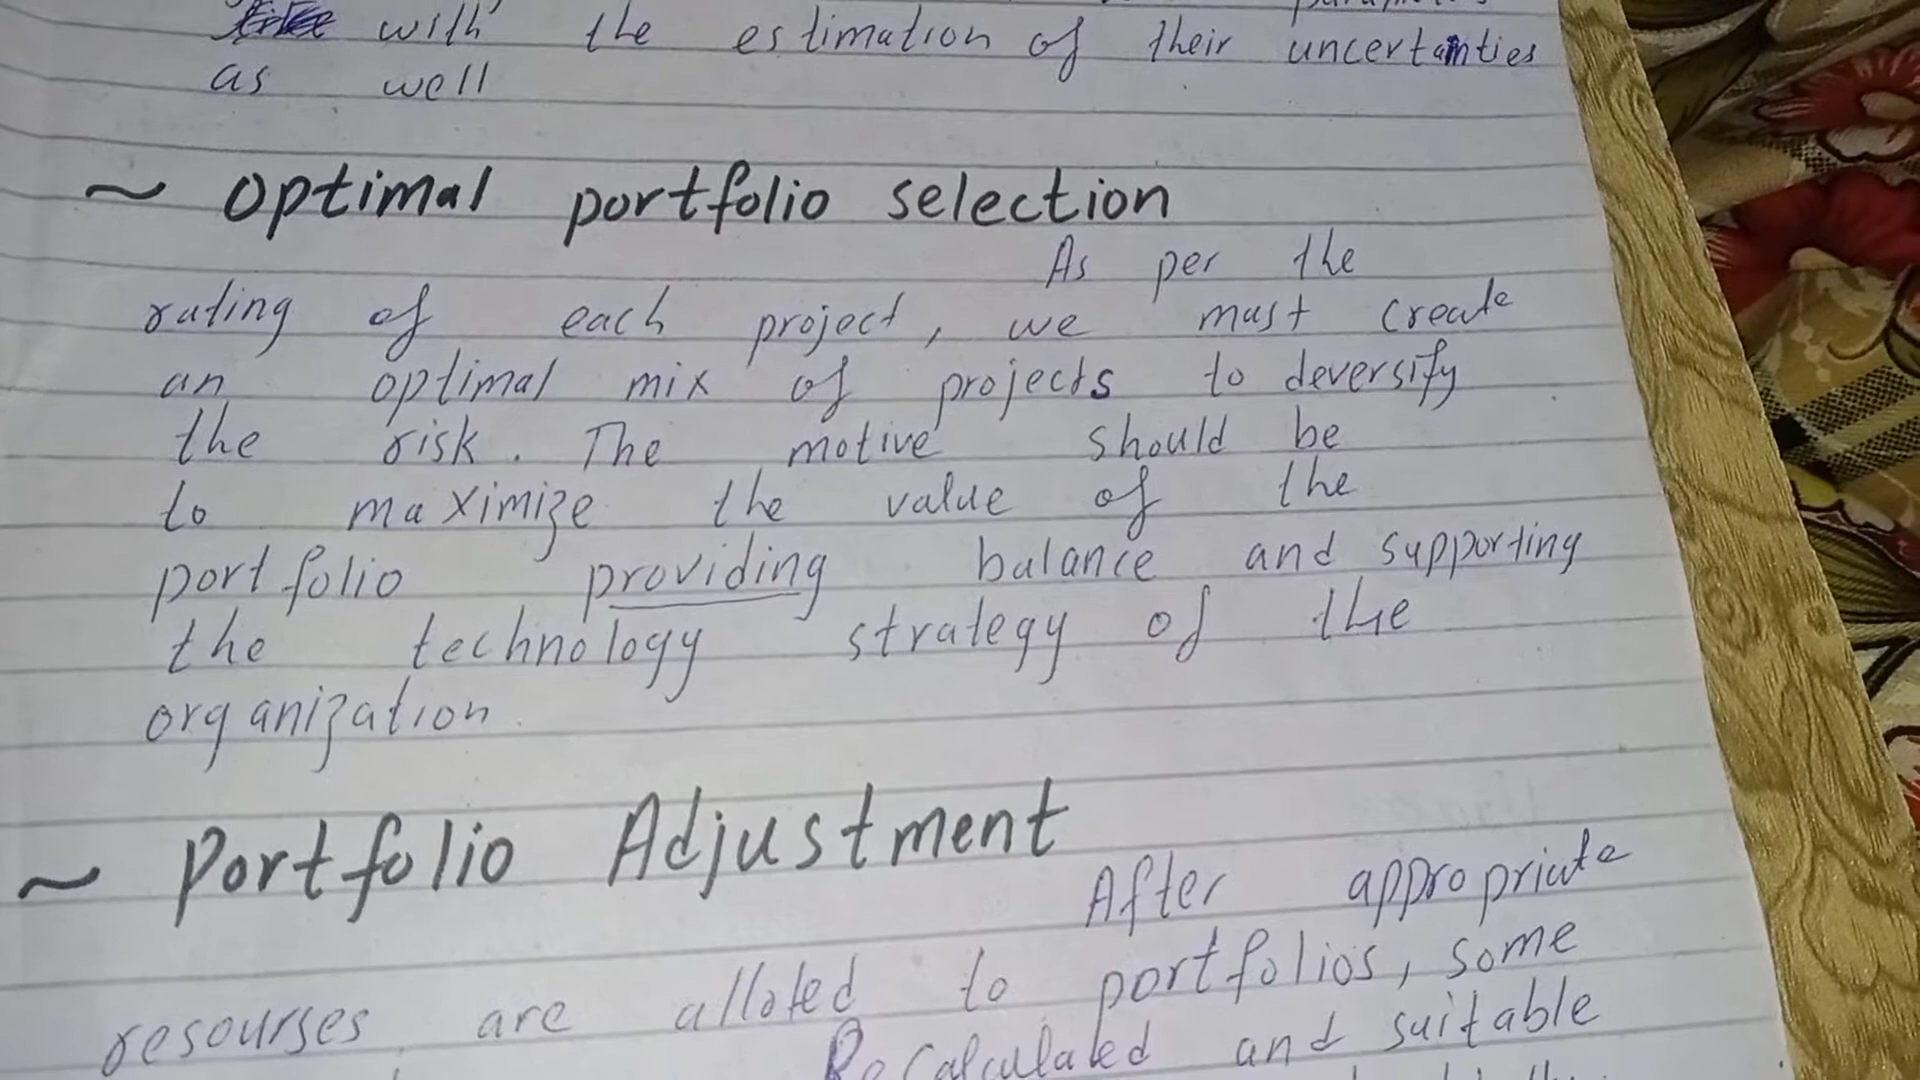 with the estimation of their uncertainties
as well
~ Optimal portfolio selection
As per the
rating of each project, we must create
an optimal mix of projects to deversify
the risk. The motive should be
to maximize the value of the
portfolio providing balance and supporting
the technology strategy of the
organization.
~ Portfolio Adjustment
After appropriate
resourses are alloted to portfolios, some
Recalculated and suitable